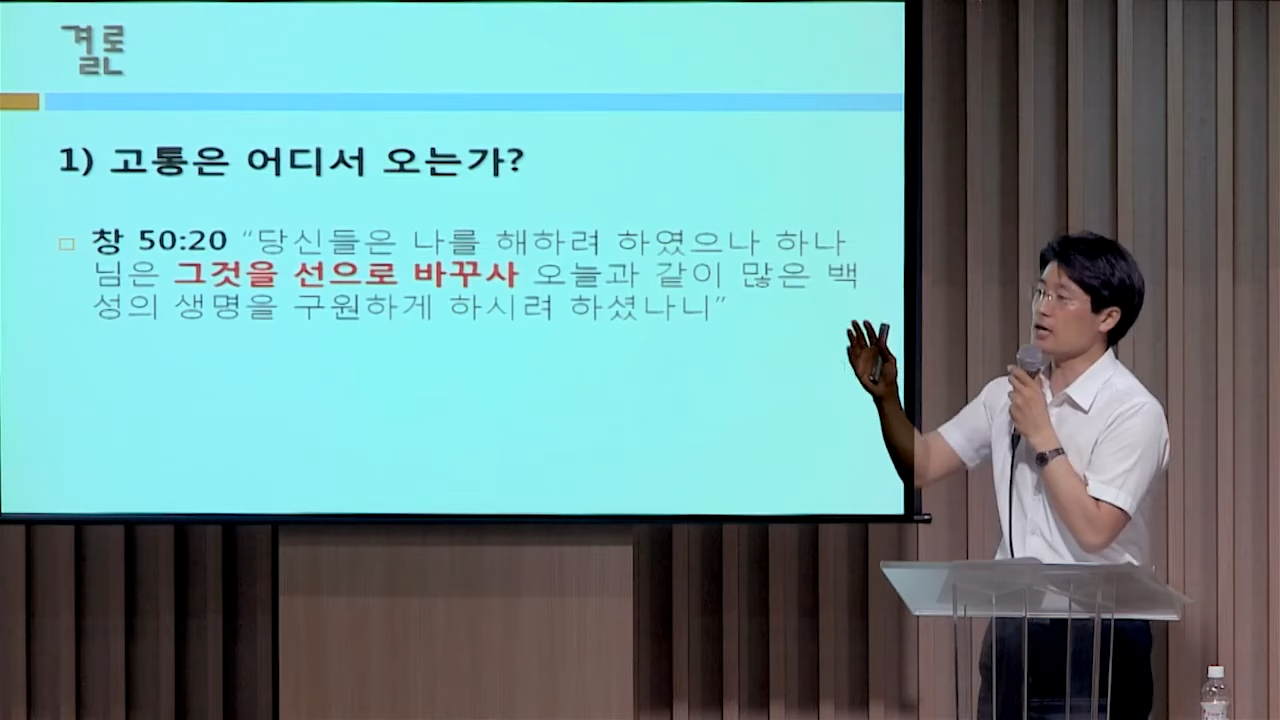 결론
1) 고통은 어디서 오는가?
창 50:20 “당신들은 나를 해하려 하였으나 하나
님은 그것을 선으로 바꾸사 오늘과 같이 많은 백
성의 생명을 구원하게 하시려 하셨나니”